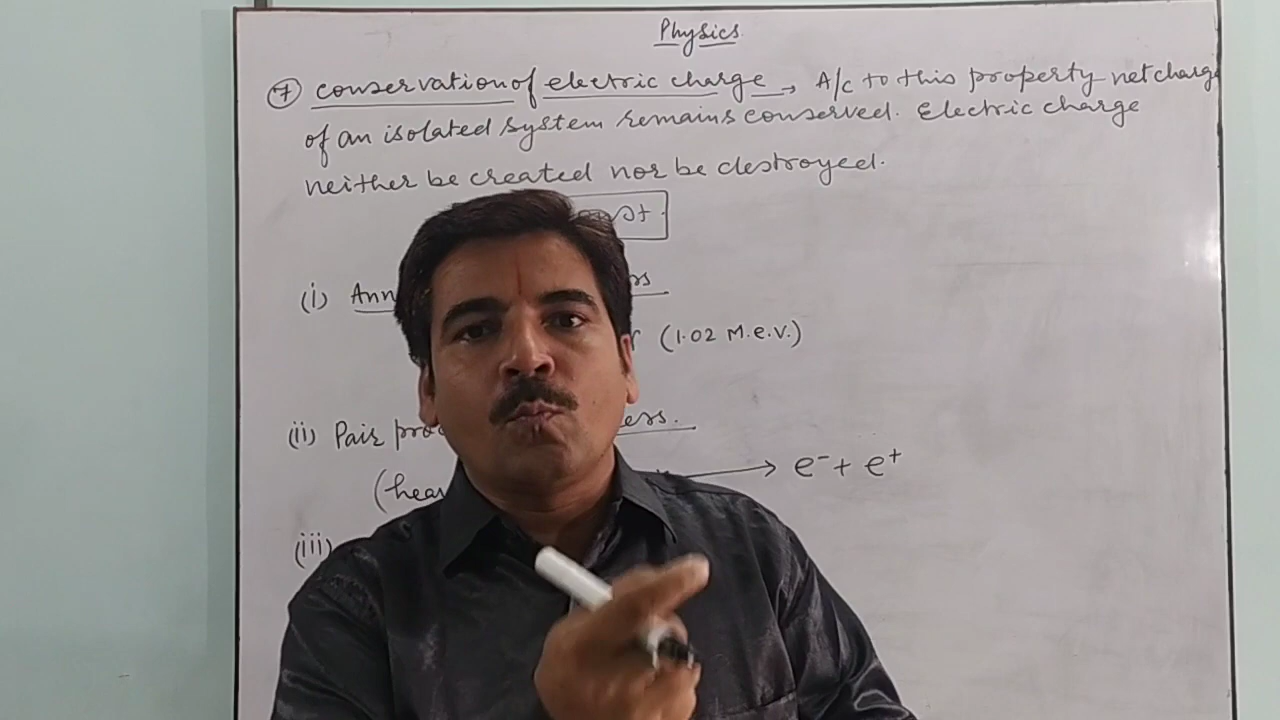 Physics
(7) conservation of electric charge → A/c to this property net charge
of an isolated system remains conserved. Electric charge
neither be created nor be destroyed.
(i)
(1.02 M.e.v.)
(ii) Pair
→ e⁻ + e⁺
(iii)